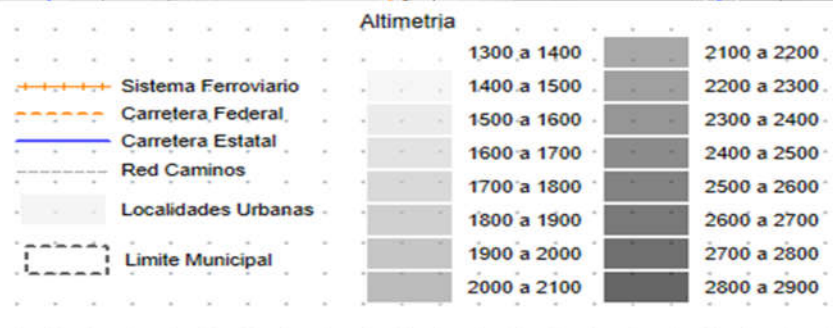 Altimetria
Sistema Ferroviario
Carretera Federal
Carretera Estatal
Red Caminos
Localidades Urbanas
Limite Municipal
1300 a 1400
1400 a 1500
1500 a 1600
1600 a 1700
1700 a 1800
1800 a 1900
1900 a 2000
2000 a 2100
2100 a 2200
2200 a 2300
2300 a 2400
2400 a 2500
2500 a 2600
2600 a 2700
2700 a 2800
2800 a 2900